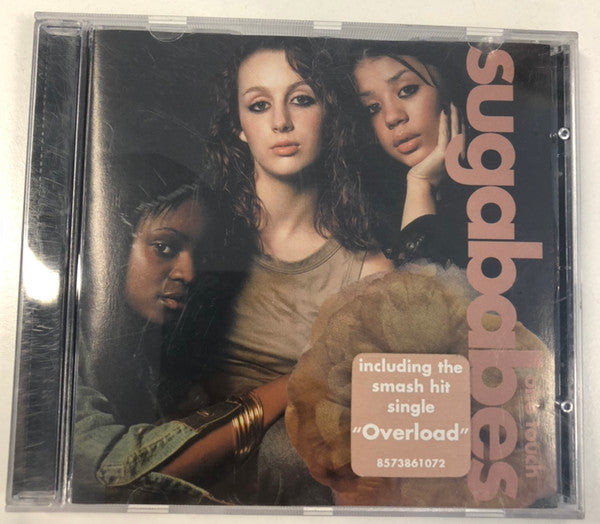 sugababes
one touch
including the
smash hit
single
"Overload"
8573861072